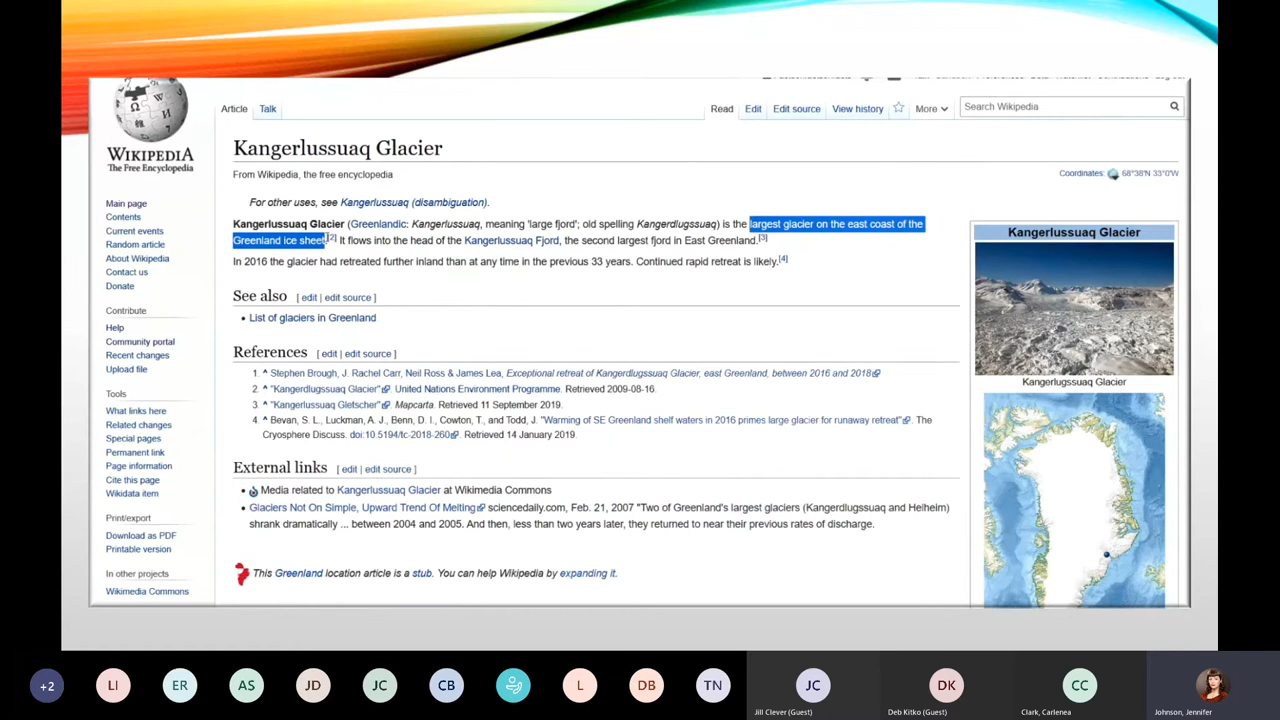 Article
Talk
Read
Edit
Edit source
View history
More
Search Wikipedia
WIKIPEDIA
The Free Encyclopedia
Kangerlussuaq Glacier
From Wikipedia, the free encyclopedia
Coordinates: 68°38'N 33°0'W
For other uses, see Kangerlussuaq (disambiguation).
Kangerlussuaq Glacier (Greenlandic: Kangerlussuaq, meaning 'large fjord'; old spelling Kangerdlugssuaq) is the largest glacier on the east coast of the
Greenland ice sheet.[2] It flows into the head of the Kangerlussuaq Fjord, the second largest fjord in East Greenland.[3]
In 2016 the glacier had retreated further inland than at any time in the previous 33 years. Continued rapid retreat is likely.[4]
See also [ edit | edit source ]
• List of glaciers in Greenland
References [ edit | edit source ]
1. ^ Stephen Brough, J. Rachel Carr, Neil Ross & James Lea, Exceptional retreat of Kangerdlugssuaq Glacier, east Greenland, between 2016 and 2018
2. ^ "Kangerdlugssuaq Glacier". United Nations Environment Programme. Retrieved 2009-08-16.
3. ^ "Kangerlussuaq Gletscher". Mapcarta. Retrieved 11 September 2019.
4. ^ Bevan, S. L., Luckman, A. J., Benn, D. I., Cowton, T., and Todd, J. "Warming of SE Greenland shelf waters in 2016 primes large glacier for runaway retreat". The
Cryosphere Discuss. doi:10.5194/tc-2018-260. Retrieved 14 January 2019.
External links [ edit | edit source ]
• Media related to Kangerlussuaq Glacier at Wikimedia Commons
• Glaciers Not On Simple, Upward Trend Of Melting sciencedaily.com, Feb. 21, 2007 "Two of Greenland's largest glaciers (Kangerdlugssuaq and Helheim)
shrank dramatically ... between 2004 and 2005. And then, less than two years later, they returned to near their previous rates of discharge.
This Greenland location article is a stub. You can help Wikipedia by expanding it.
Main page
Contents
Current events
Random article
About Wikipedia
Contact us
Donate
Contribute
Help
Community portal
Recent changes
Upload file
Tools
What links here
Related changes
Special pages
Permanent link
Page information
Cite this page
Wikidata item
Print/export
Download as PDF
Printable version
In other projects
Wikimedia Commons
Kangerlussuaq Glacier
Kangerlugssuaq Glacier
+2
LI
ER
AS
JD
JC
CB
L
DB
TN
JC
DK
CC
Jill Clever (Guest)
Deb Kitko (Guest)
Clark, Carlenea
Johnson, Jennifer